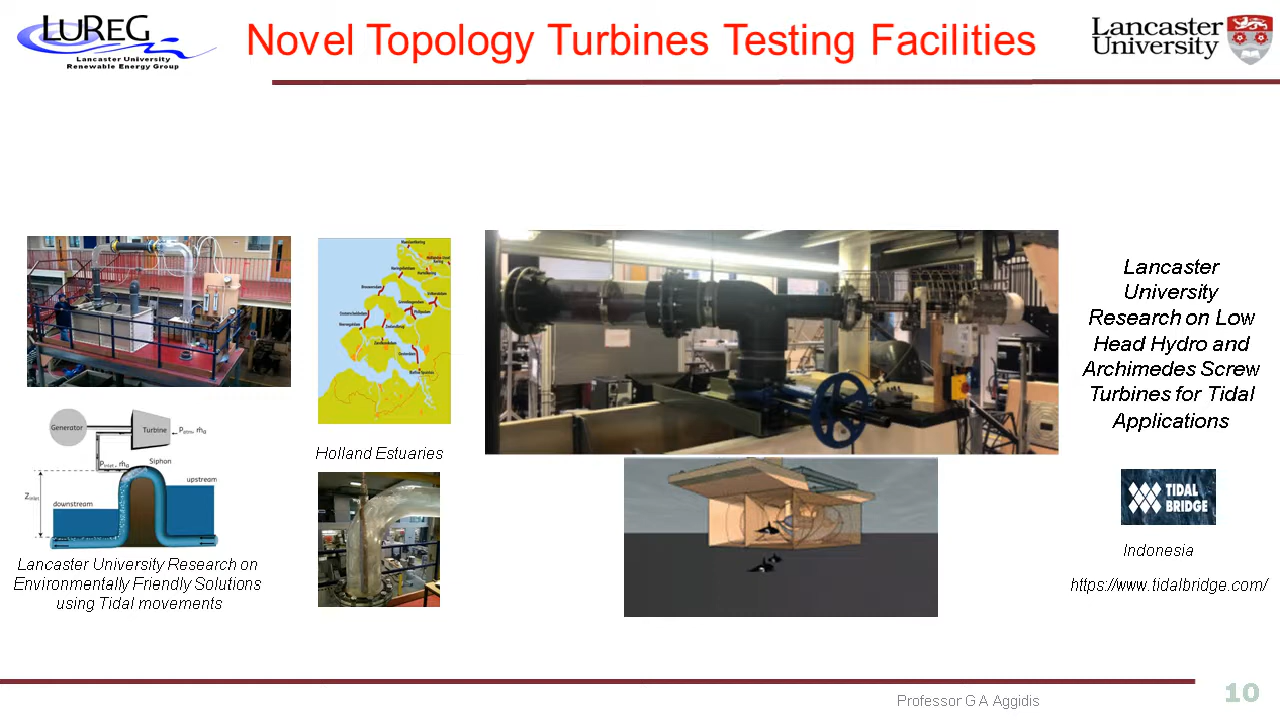 LUREG
Lancaster University
Renewable Energy Group
Novel Topology Turbines Testing Facilities
Lancaster
University
Generator
Turbine
Siphon
upstream
downstream
Lancaster University Research on
Environmentally Friendly Solutions
using Tidal movements
Holland Estuaries
Lancaster
University
Research on Low
Head Hydro and
Archimedes Screw
Turbines for Tidal
Applications
TIDAL
BRIDGE
Indonesia
https://www.tidalbridge.com/
Professor G A Aggidis
10